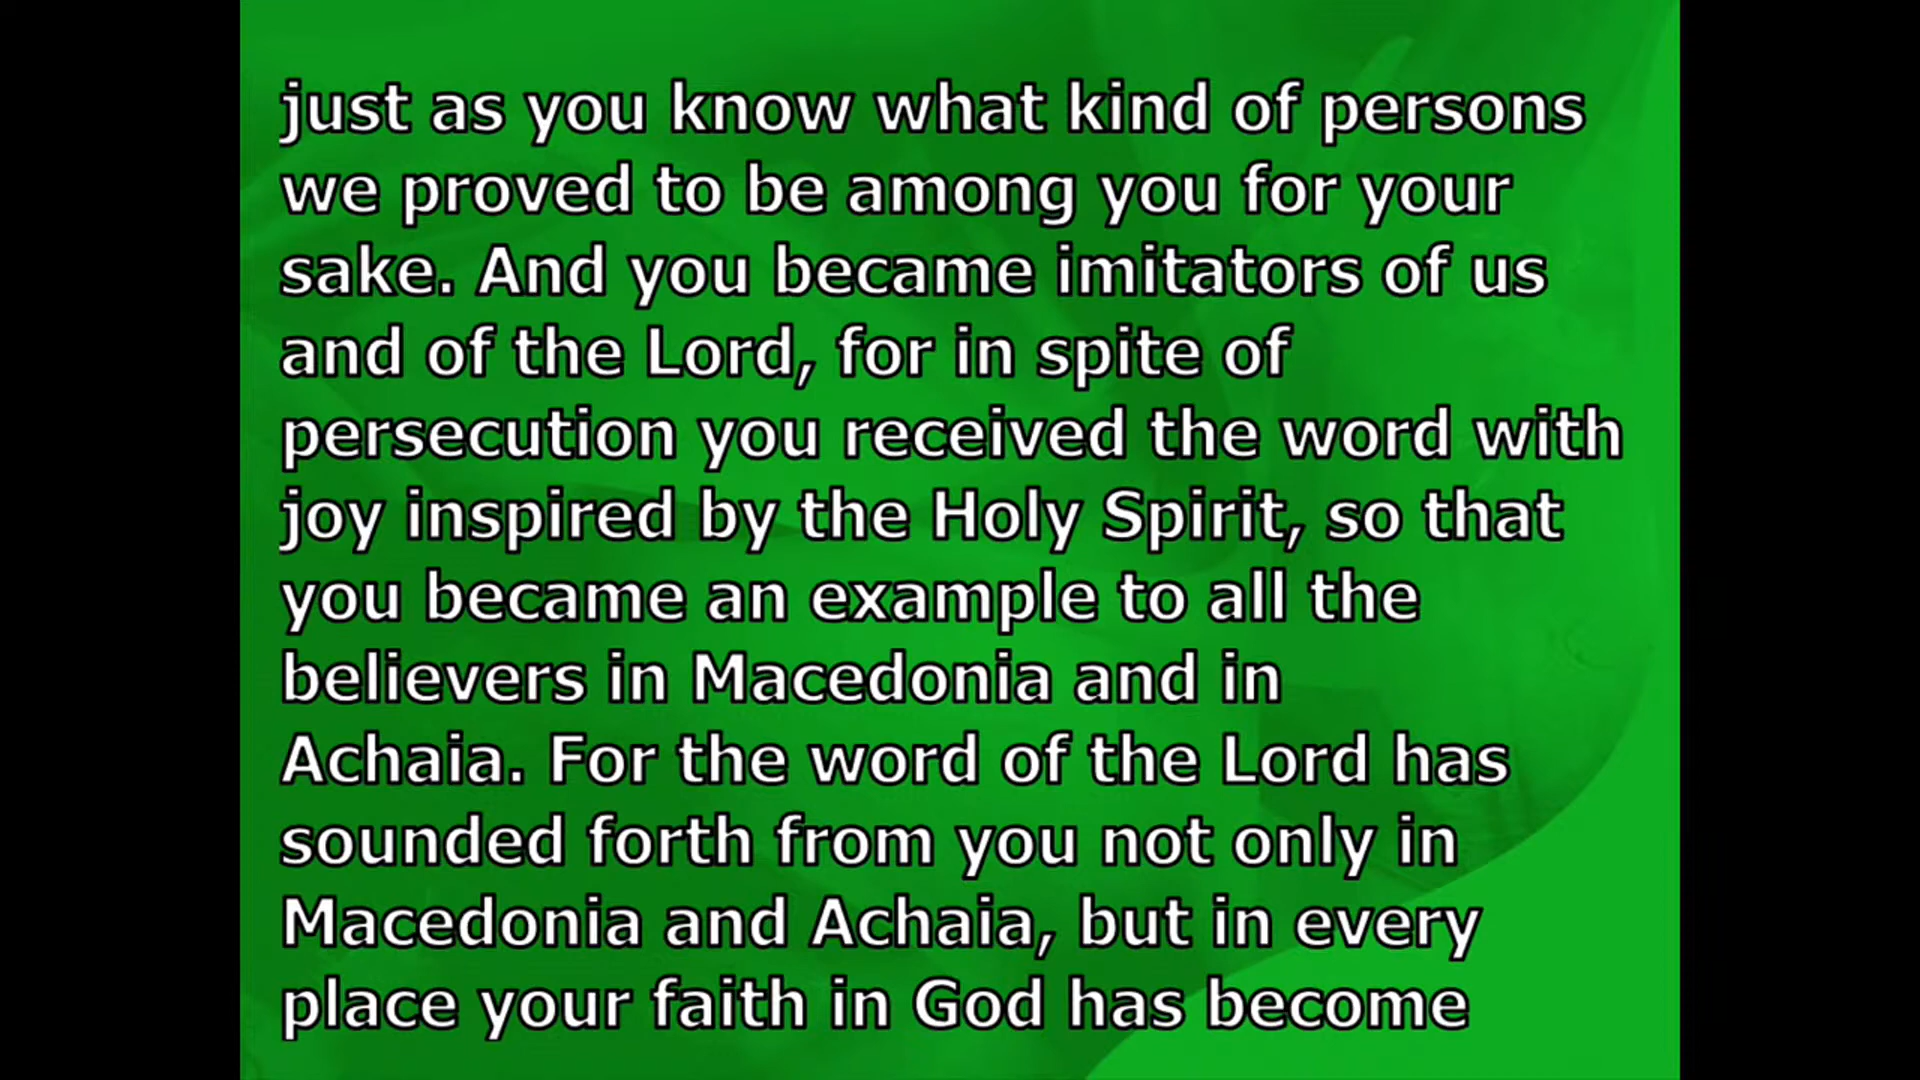 just as you know what kind of persons
we proved to be among you for your
sake. And you became imitators of us
and of the Lord, for in spite of
persecution you received the word with
joy inspired by the Holy Spirit, so that
you became an example to all the
believers in Macedonia and in
Achaia. For the word of the Lord has
sounded forth from you not only in
Macedonia and Achaia, but in every
place your faith in God has become